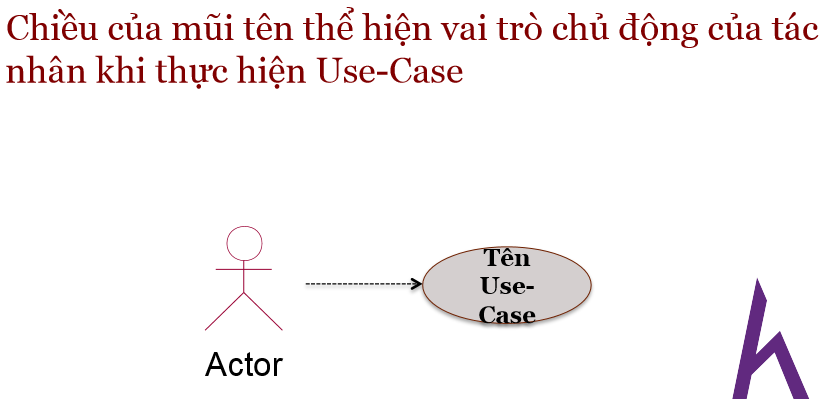 Chiều của mũi tên thể hiện vai trò chủ động của tác
nhân khi thực hiện Use-Case
Tên
Use-
Case
Actor